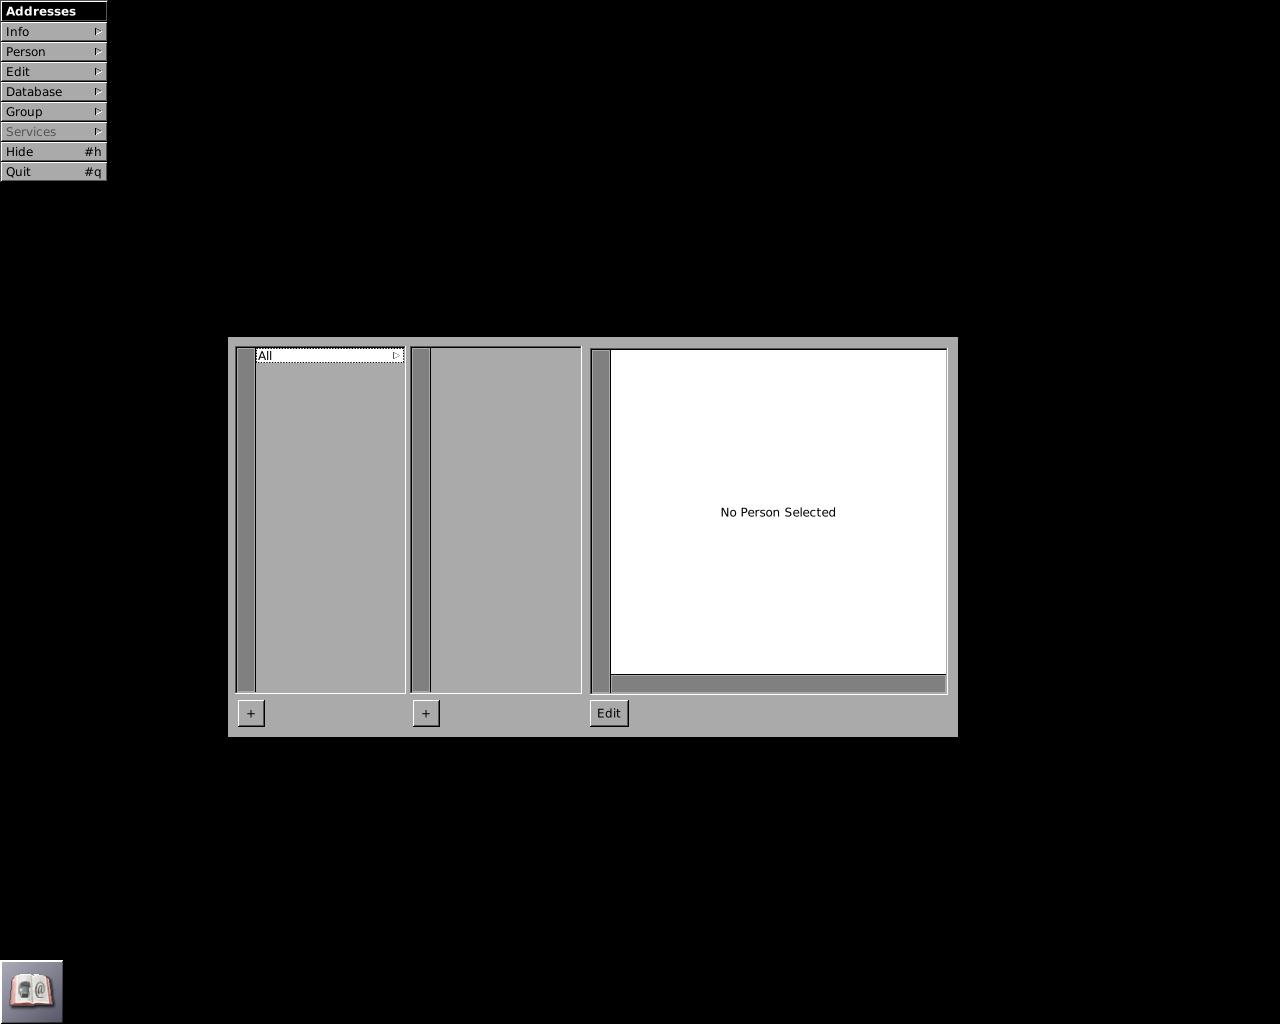 Addresses
Info
Person
Edit
Database
Group
Services
Hide #h
Quit #q
All
No Person Selected
+ + Edit
@